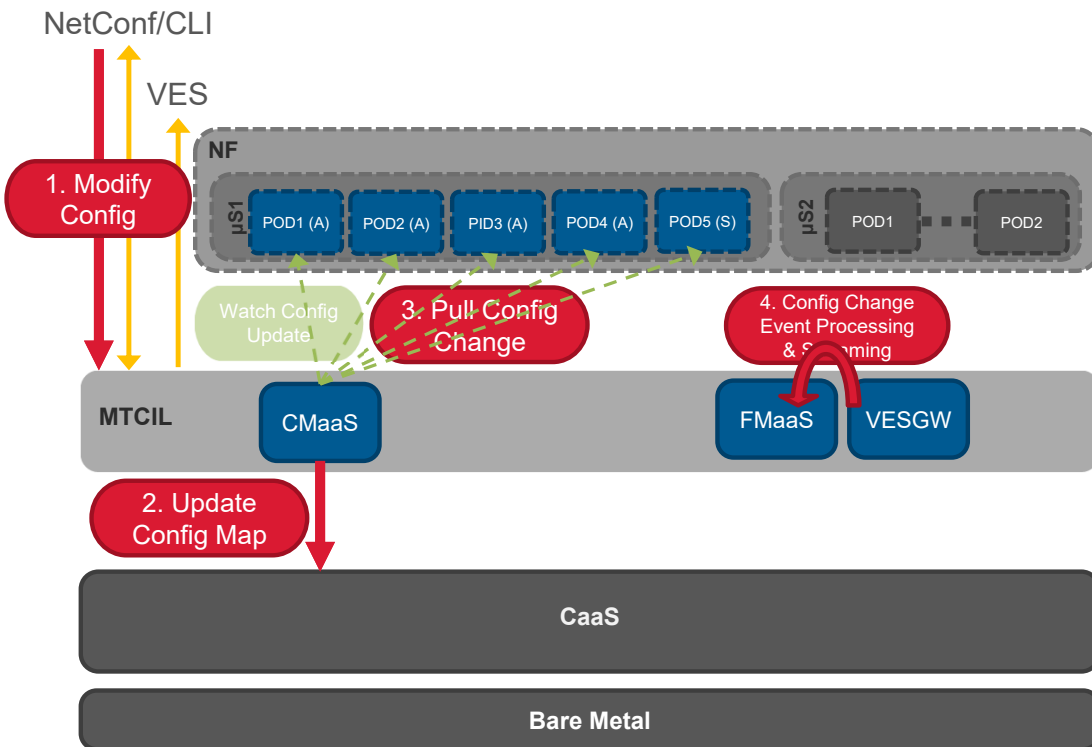 NetConf/CLI
VES
1. Modify
Config
NF
µS1
POD1 (A)
POD2 (A)
PID3 (A)
POD4 (A)
POD5 (S)
µS2
POD1
POD2
Watch Config
Update
3. Pull Config
Change
4. Config Change
Event Processing
& Streaming
MTCIL
CMaaS
FMaaS
VESGW
2. Update
Config Map
CaaS
Bare Metal